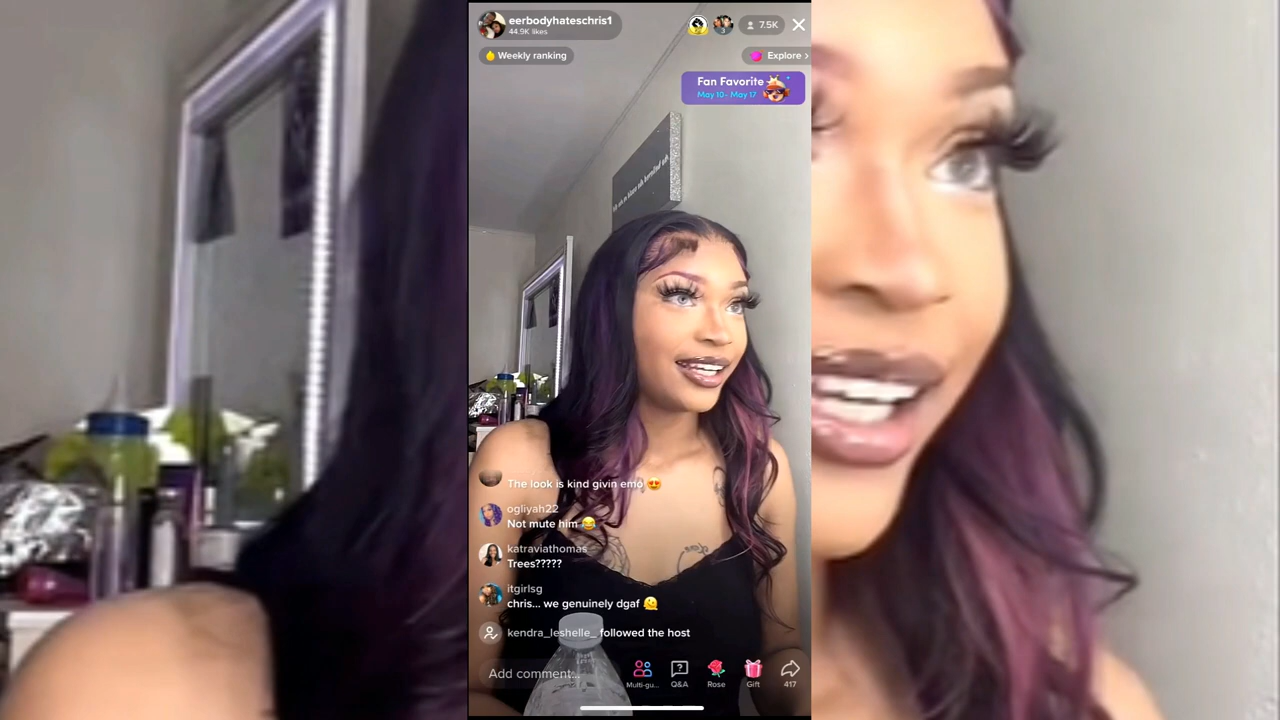 eerbodyhateschris1
44.9K likes
7.5K
Weekly ranking
Explore >
Fan Favorite
May 10- May 17
The look is kind givin emo 😍
ogliyah22
Not mute him 😂
katraviathomas
Trees?????
itgirlsg
chris... we genuinely dgaf 🫠
kendra_leshelle_ followed the host
Add comment...
Multi-gu...
Q&A
Rose
Gift
417